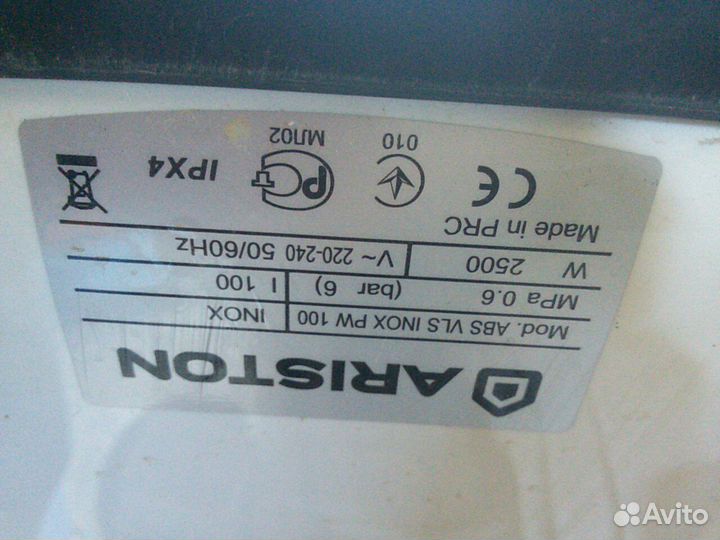 ARISTON
Mod. ABS VLS INOX PW 100 INOX
MPa 0.6 (bar 6) l 100
W 2500 V~ 220-240 50/60Hz
Made in PRC
CE 010 РСТ МЛ02 IPX4
Avito